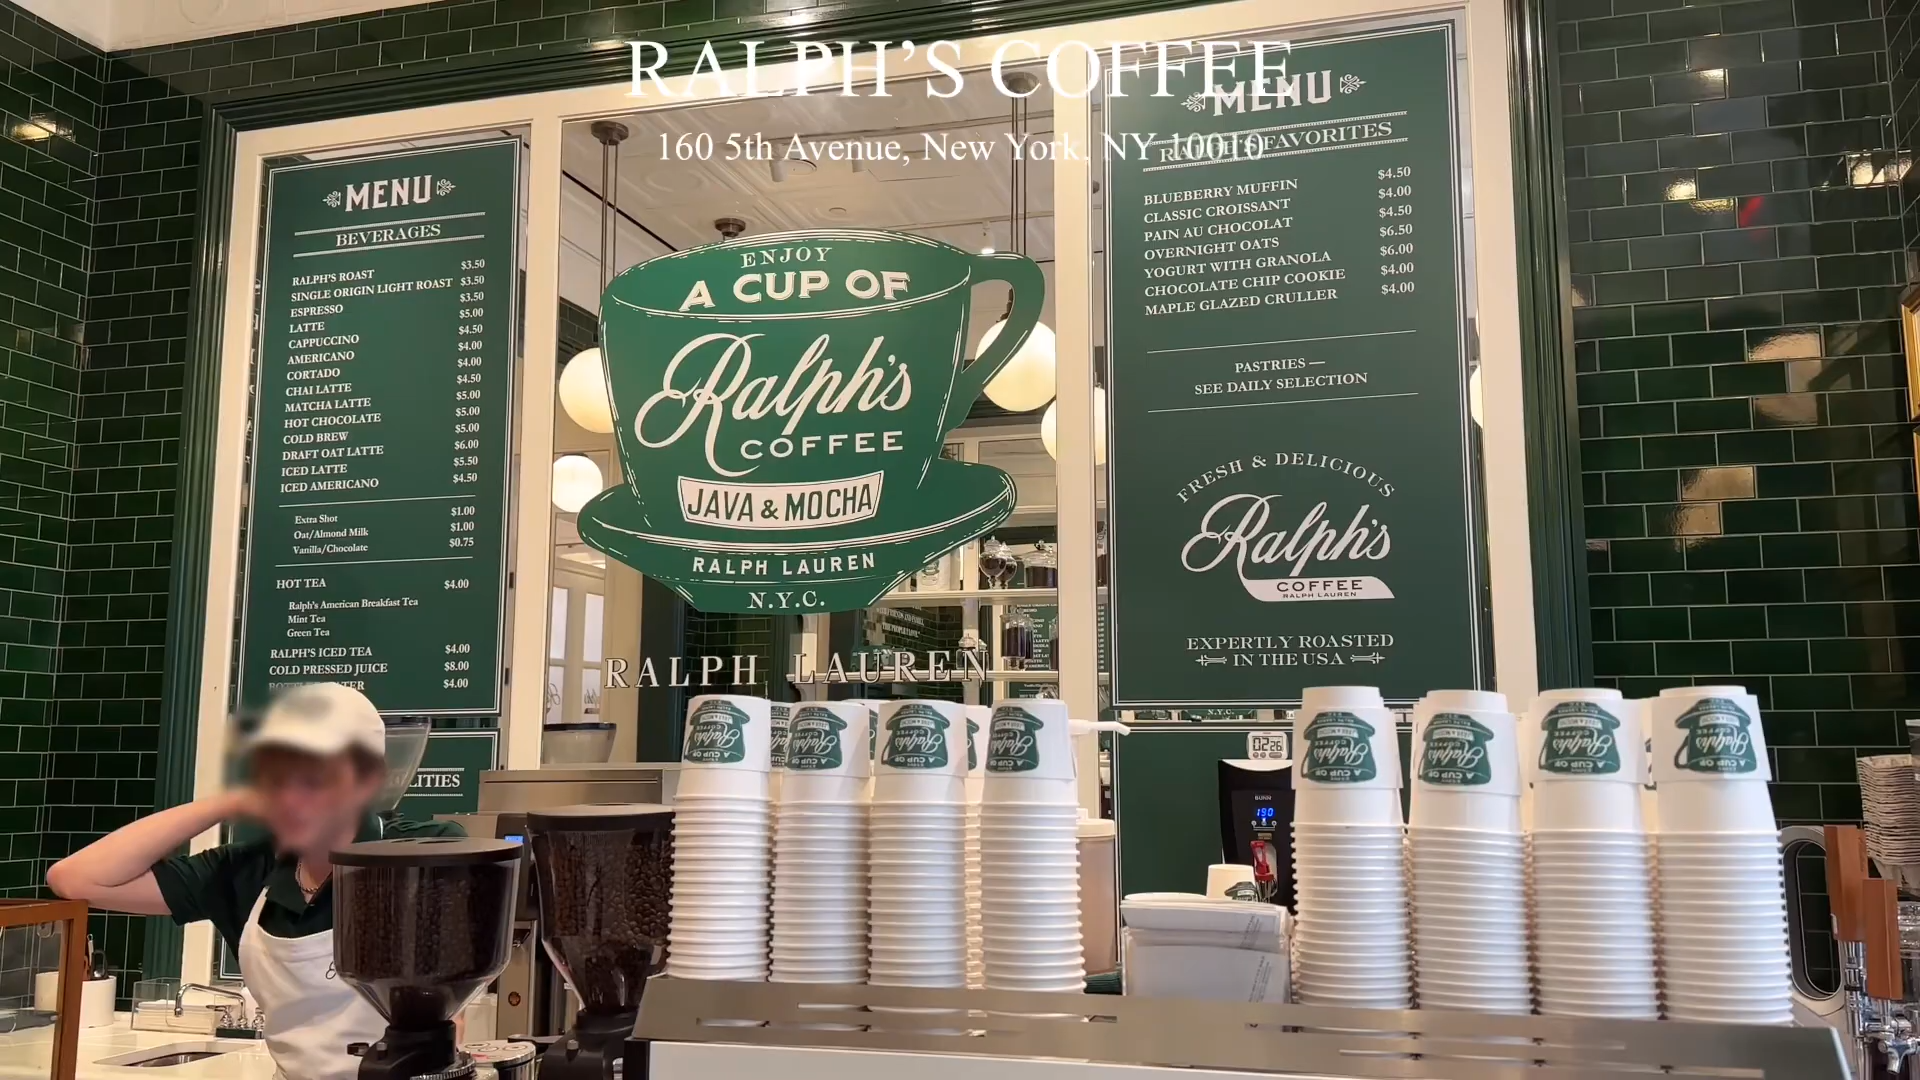 RALPH'S COFFEE
160 5th Avenue, New York, NY 10010
MENU
BEVERAGES
RALPH'S ROAST $3.50
SINGLE ORIGIN LIGHT ROAST $3.50
ESPRESSO $3.50
LATTE $5.00
CAPPUCCINO $4.50
AMERICANO $4.00
CORTADO $4.00
CHAI LATTE $4.50
MATCHA LATTE $5.00
HOT CHOCOLATE $5.00
COLD BREW $5.00
DRAFT OAT LATTE $6.00
ICED LATTE $5.50
ICED AMERICANO $4.50
Extra Shot $1.00
Oat/Almond Milk $1.00
Vanilla/Chocolate $0.75
HOT TEA $4.00
Ralph's American Breakfast Tea
Mint Tea
Green Tea
RALPH'S ICED TEA $4.00
COLD PRESSED JUICE $8.00
$4.00
ENJOY
A CUP OF
Ralph's
COFFEE
JAVA & MOCHA
RALPH LAUREN
N.Y.C.
RALPH LAUREN
MENU
RALPH'S FAVORITES
BLUEBERRY MUFFIN $4.50
CLASSIC CROISSANT $4.00
PAIN AU CHOCOLAT $4.50
OVERNIGHT OATS $6.50
YOGURT WITH GRANOLA $6.00
CHOCOLATE CHIP COOKIE $4.00
MAPLE GLAZED CRULLER $4.00
PASTRIES —
SEE DAILY SELECTION
FRESH & DELICIOUS
Ralph's
COFFEE
RALPH LAUREN
EXPERTLY ROASTED
IN THE USA
N.Y.C.
BUNN
190